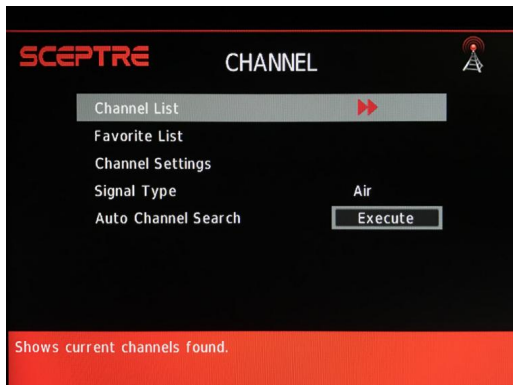 SCEPTRE
CHANNEL
Channel List
Favorite List
Channel Settings
Signal Type Air
Auto Channel Search Execute
Shows current channels found.